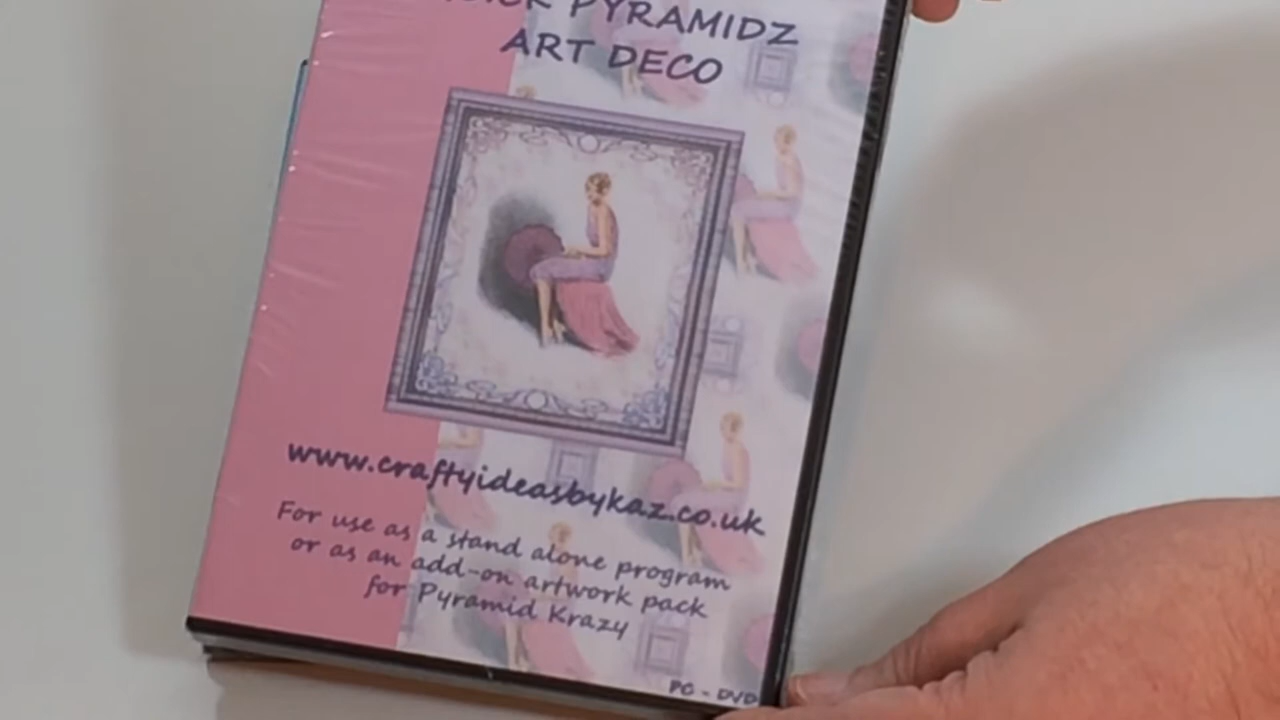 PYRAMIDZ
ART DECO
www.craftyideasbykaz.co.uk
For use as a stand alone program
or as an add-on artwork pack
for Pyramid Krazy
PC - DVD